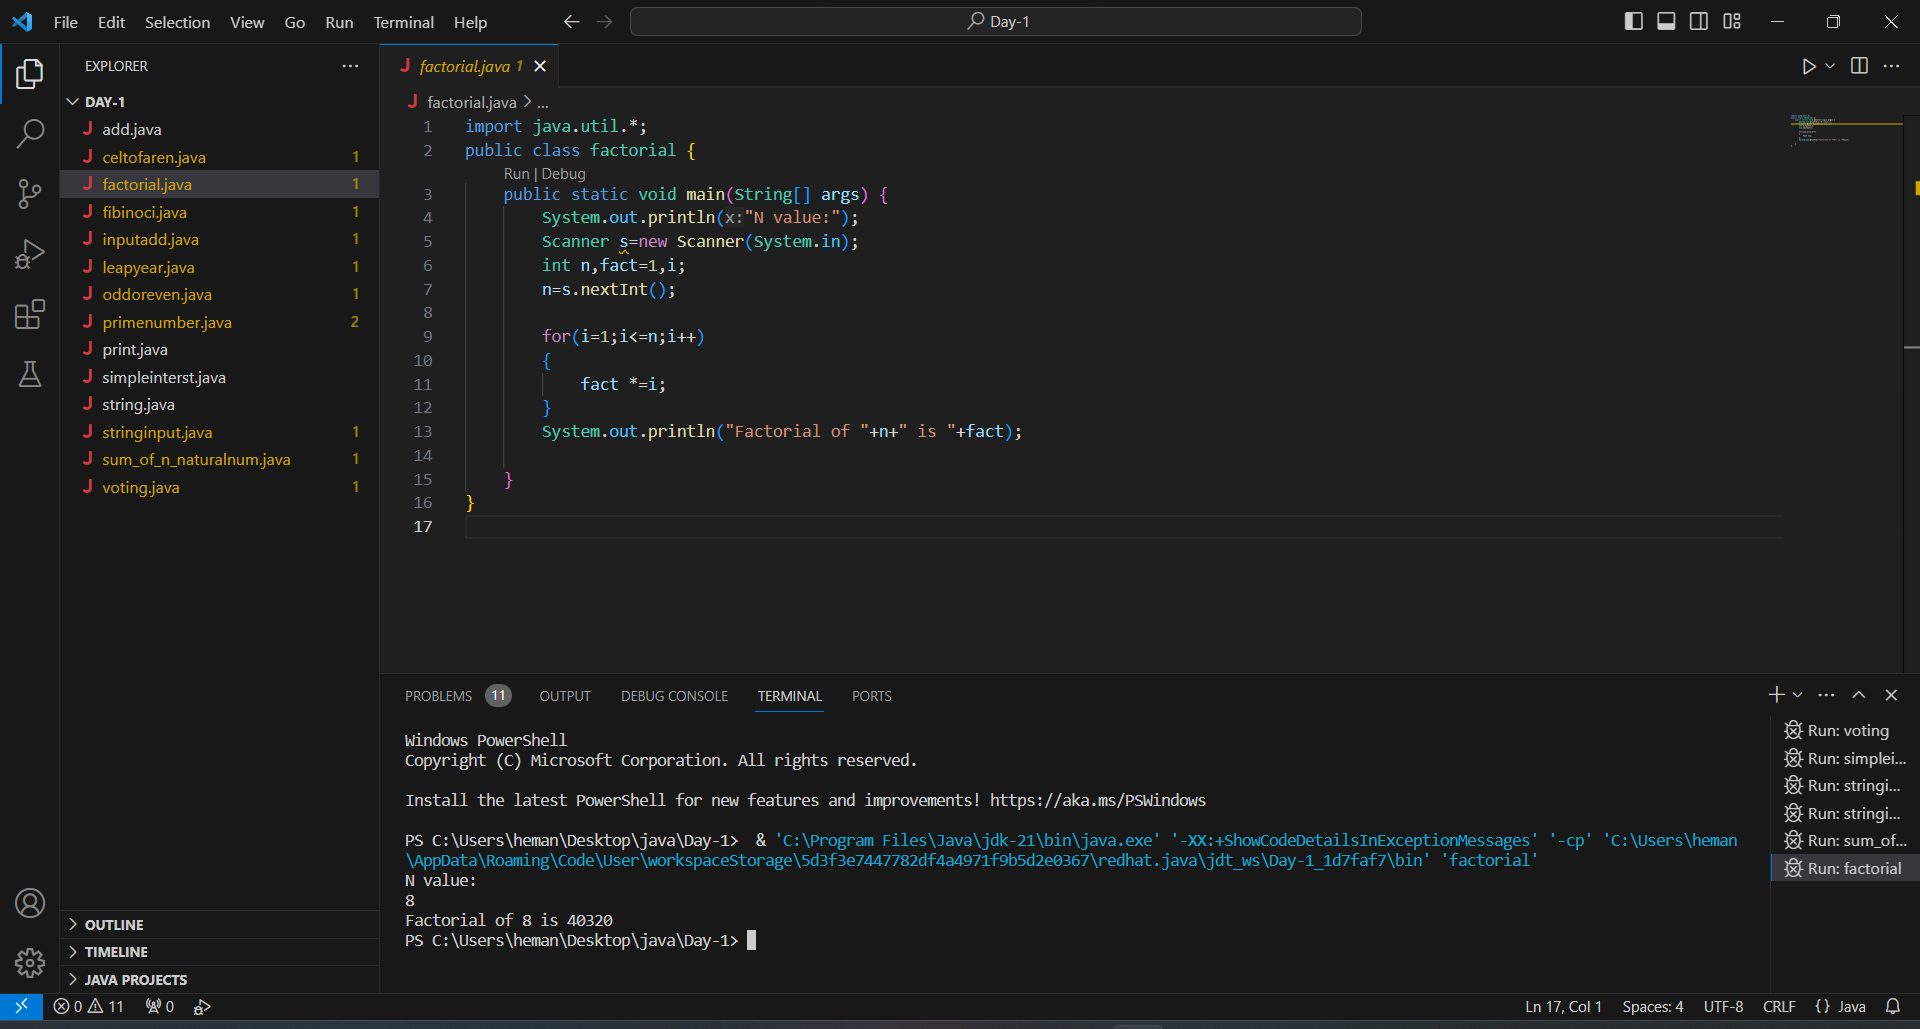 File Edit Selection View Go Run Terminal Help
Day-1
EXPLORER
DAY-1
add.java
celtofaren.java 1
factorial.java 1
fibinoci.java 1
inputadd.java 1
leapyear.java 1
oddoreven.java 1
primenumber.java 2
print.java
simpleinterst.java
string.java
stringinput.java 1
sum_of_n_naturalnum.java 1
voting.java 1
OUTLINE
TIMELINE
JAVA PROJECTS
factorial.java 1
factorial.java > ...
1 import java.util.*;
2 public class factorial {
Run | Debug
3 public static void main(String[] args) {
4 System.out.println(x:"N value:");
5 Scanner s=new Scanner(System.in);
6 int n,fact=1,i;
7 n=s.nextInt();
8
9 for(i=1;i<=n;i++)
10 {
11 fact *=i;
12 }
13 System.out.println("Factorial of "+n+" is "+fact);
14
15 }
16 }
17
PROBLEMS 11 OUTPUT DEBUG CONSOLE TERMINAL PORTS
Windows PowerShell
Copyright (C) Microsoft Corporation. All rights reserved.
Install the latest PowerShell for new features and improvements! https://aka.ms/PSWindows
PS C:\Users\heman\Desktop\java\Day-1> & 'C:\Program Files\Java\jdk-21\bin\java.exe' '-XX:+ShowCodeDetailsInExceptionMessages' '-cp' 'C:\Users\heman
\AppData\Roaming\Code\User\workspaceStorage\5d3f3e7447782df4a4971f9b5d2e0367\redhat.java\jdt_ws\Day-1_1d7faf7\bin' 'factorial'
N value:
8
Factorial of 8 is 40320
PS C:\Users\heman\Desktop\java\Day-1>
Run: voting
Run: simplei...
Run: stringi...
Run: stringi...
Run: sum_of...
Run: factorial
0 11 0
Ln 17, Col 1 Spaces: 4 UTF-8 CRLF {} Java